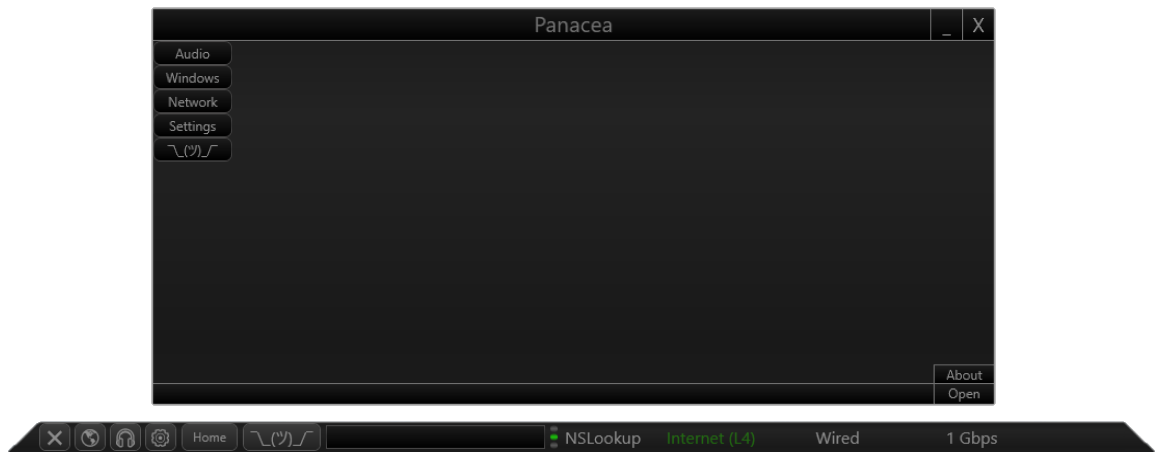 Panacea _ X
Audio
Windows
Network
Settings
¯\_(ツ)_/¯
About
Open
Home ¯\_(ツ)_/¯ NSLookup Internet (L4) Wired 1 Gbps